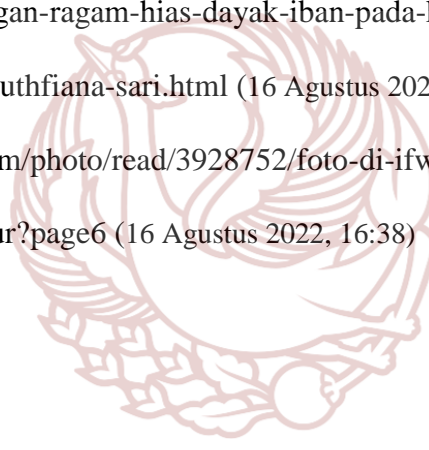 gan-ragam-hias-dayak-iban-pada-
uthfiana-sari.html (16 Agustus 202
m/photo/read/3928752/foto-di-ifw
ur?page6 (16 Agustus 2022, 16:38)